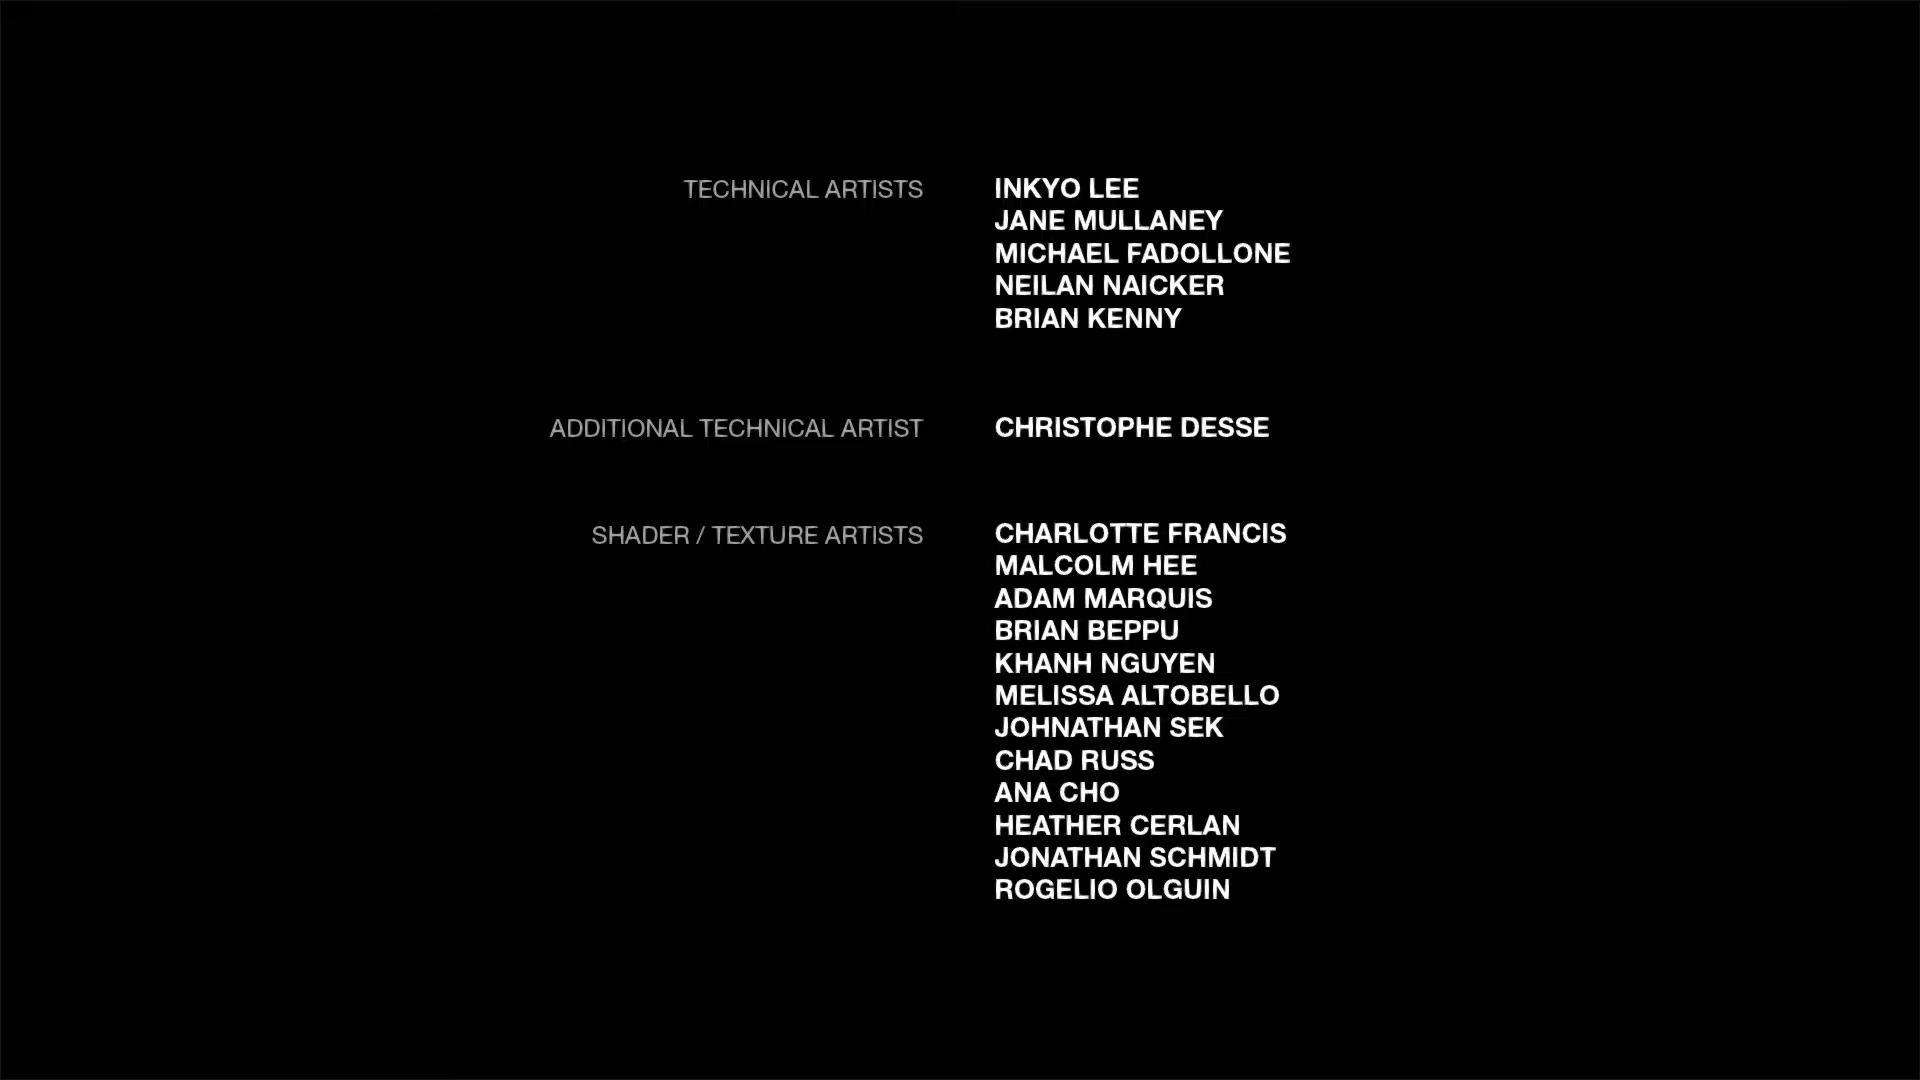 TECHNICAL ARTISTS INKYO LEE
JANE MULLANEY
MICHAEL FADOLLONE
NEILAN NAICKER
BRIAN KENNY
ADDITIONAL TECHNICAL ARTIST CHRISTOPHE DESSE
SHADER / TEXTURE ARTISTS CHARLOTTE FRANCIS
MALCOLM HEE
ADAM MARQUIS
BRIAN BEPPU
KHANH NGUYEN
MELISSA ALTOBELLO
JOHNATHAN SEK
CHAD RUSS
ANA CHO
HEATHER CERLAN
JONATHAN SCHMIDT
ROGELIO OLGUIN